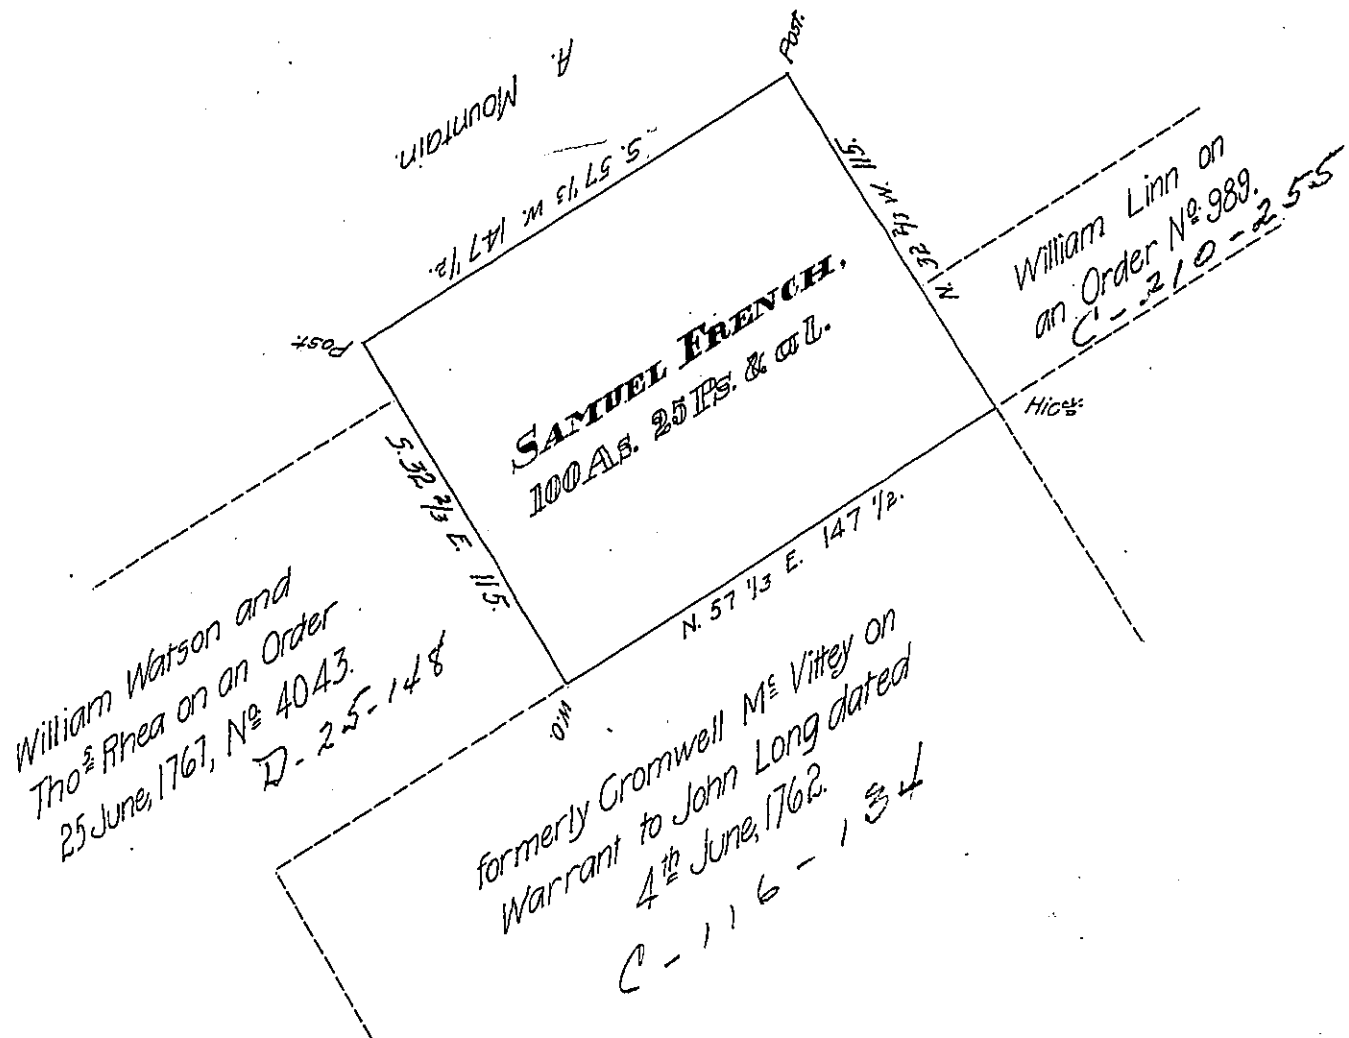 A. Mountain.
Post.
S. 57 1/3 W. 147 1/2.
Post.
N. 32 2/3 W. 115.
William Linn on
an Order Nº 989.
C-210-255
SAMUEL FRENCH,
100 As. 25 Ps. & al.
Hicy.
S. 32 2/3 E. 115.
N. 57 1/3 E. 147 1/2.
W.O.
William Watson and
Thos Rhea on an Order
25 June, 1767, Nº 4043.
D-25-148
formerly Cromwell Mc Vittey on
Warrant to John Long dated
4th June, 1762.
C-116-134